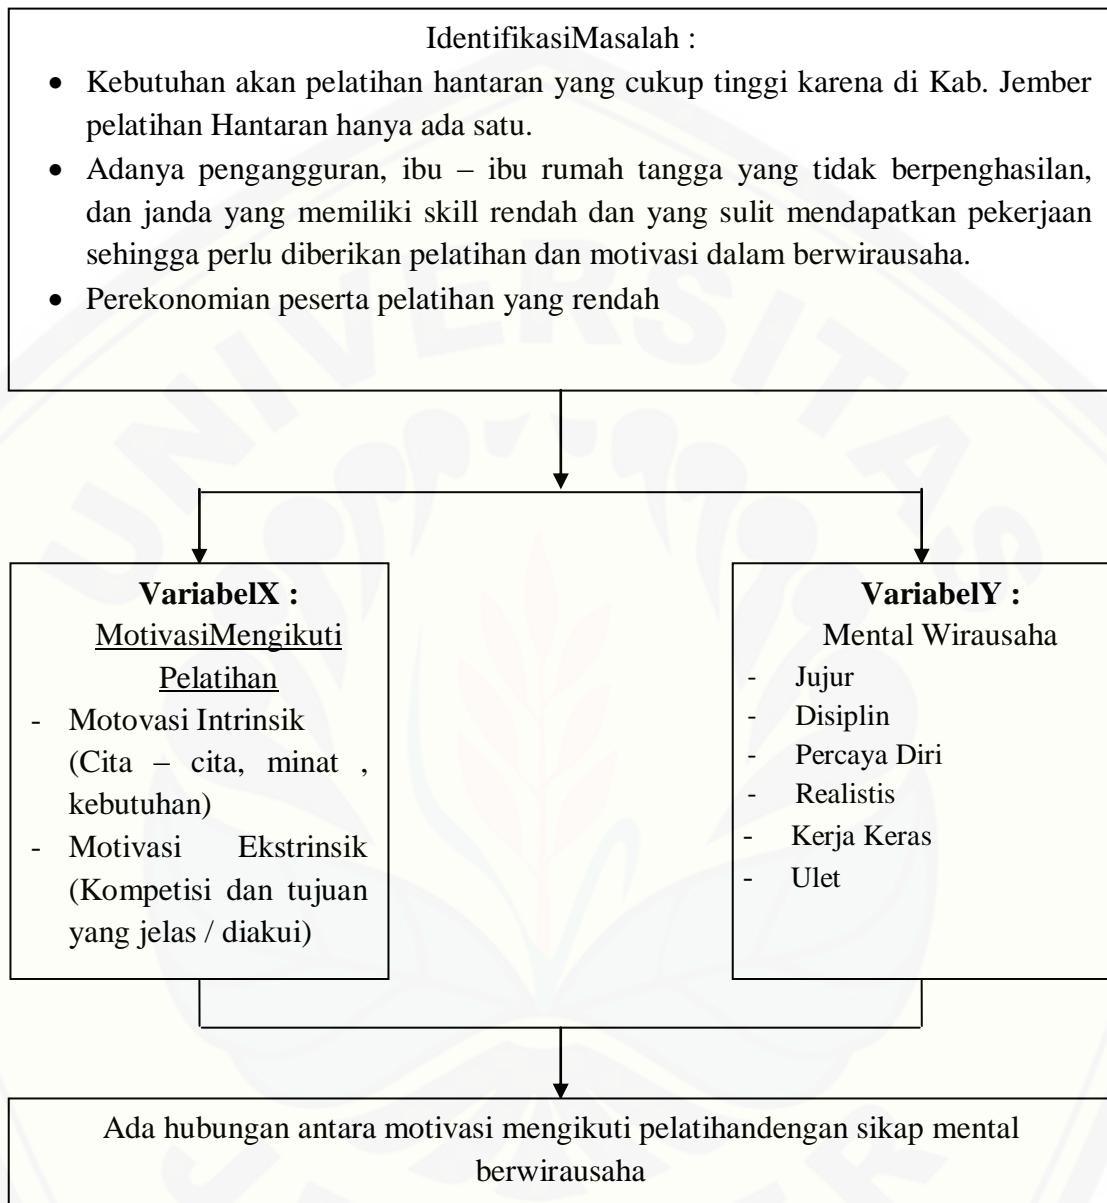 IdentifikasiMasalah :
• Kebutuhan akan pelatihan hantaran yang cukup tinggi karena di Kab. Jember
pelatihan Hantaran hanya ada satu.
• Adanya pengangguran, ibu – ibu rumah tangga yang tidak berpenghasilan,
dan janda yang memiliki skill rendah dan yang sulit mendapatkan pekerjaan
sehingga perlu diberikan pelatihan dan motivasi dalam berwirausaha.
• Perekonomian peserta pelatihan yang rendah
UNIVERSITAS
VariabelX :
MotivasiMengikuti
Pelatihan
- Motovasi Intrinsik
(Cita – cita, minat ,
kebutuhan)
- Motivasi Ekstrinsik
(Kompetisi dan tujuan
yang jelas / diakui)
VariabelY :
Mental Wirausaha
- Jujur
- Disiplin
- Percaya Diri
- Realistis
- Kerja Keras
- Ulet
Ada hubungan antara motivasi mengikuti pelatihandengan sikap mental
berwirausaha